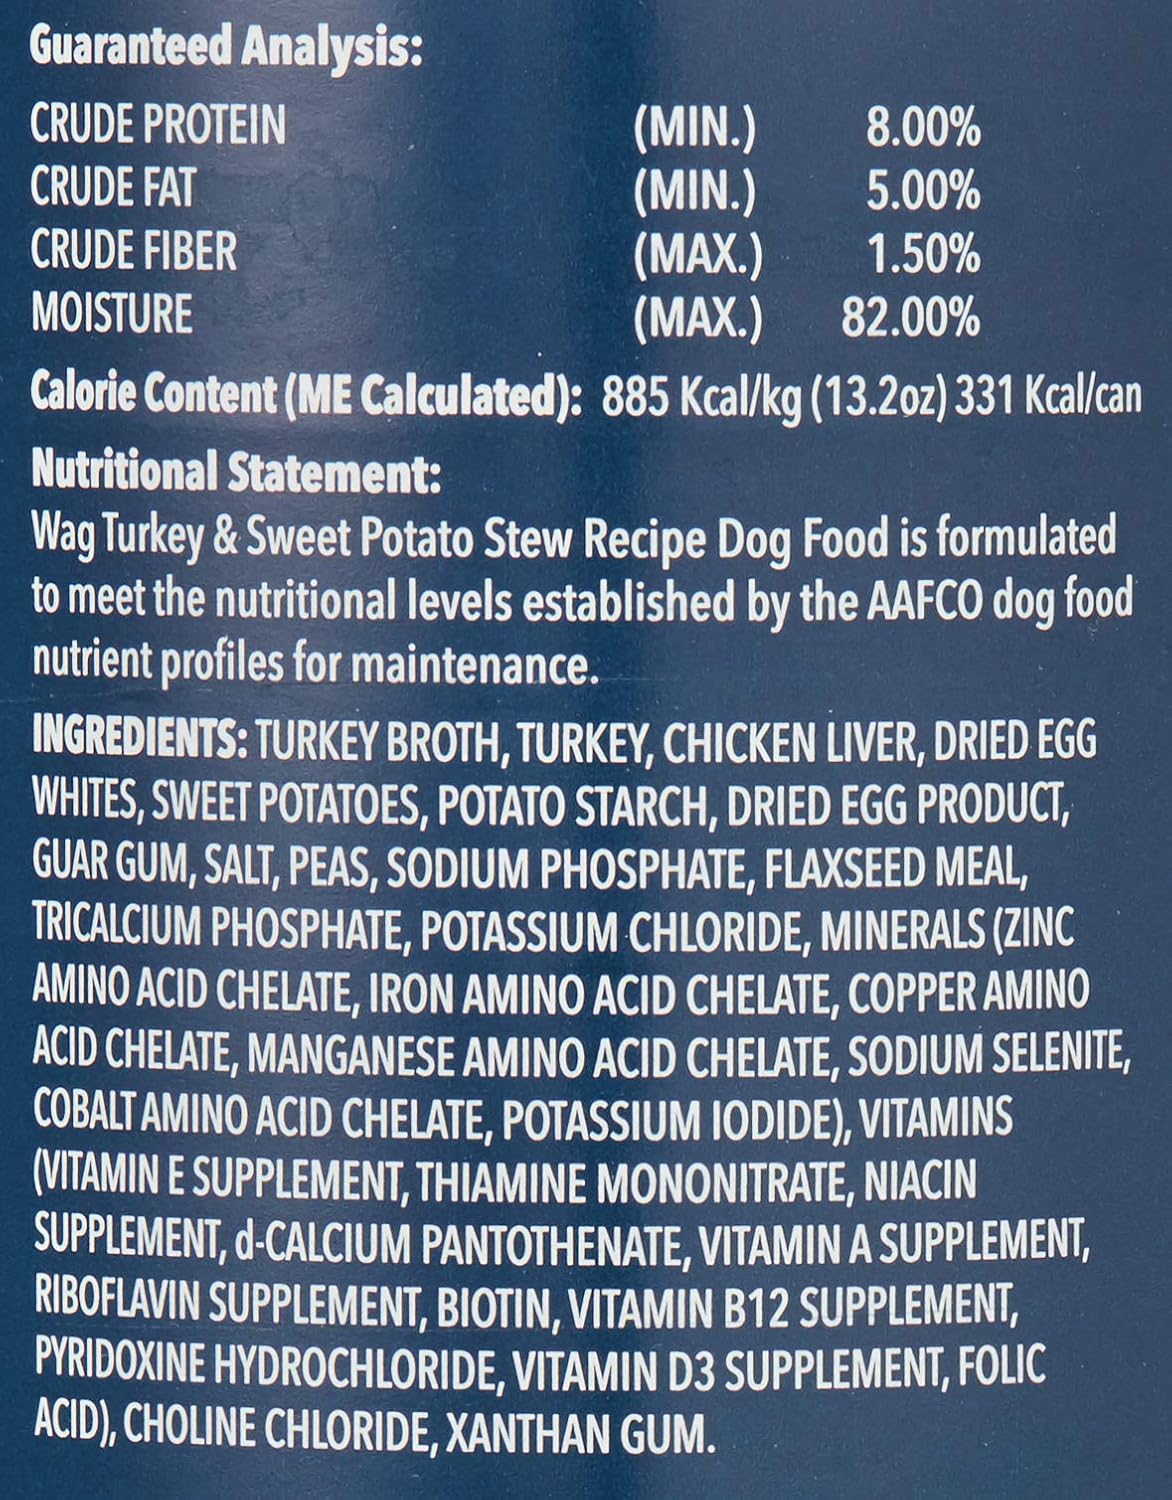 Guaranteed Analysis:
CRUDE PROTEIN (MIN.) 8.00%
CRUDE FAT (MIN.) 5.00%
CRUDE FIBER (MAX.) 1.50%
MOISTURE (MAX.) 82.00%
Calorie Content (ME Calculated): 885 Kcal/kg (13.2oz) 331 Kcal/can
Nutritional Statement:
Wag Turkey & Sweet Potato Stew Recipe Dog Food is formulated
to meet the nutritional levels established by the AAFCO dog food
nutrient profiles for maintenance.
INGREDIENTS: TURKEY BROTH, TURKEY, CHICKEN LIVER, DRIED EGG
WHITES, SWEET POTATOES, POTATO STARCH, DRIED EGG PRODUCT,
GUAR GUM, SALT, PEAS, SODIUM PHOSPHATE, FLAXSEED MEAL,
TRICALCIUM PHOSPHATE, POTASSIUM CHLORIDE, MINERALS (ZINC
AMINO ACID CHELATE, IRON AMINO ACID CHELATE, COPPER AMINO
ACID CHELATE, MANGANESE AMINO ACID CHELATE, SODIUM SELENITE,
COBALT AMINO ACID CHELATE, POTASSIUM IODIDE), VITAMINS
(VITAMIN E SUPPLEMENT, THIAMINE MONONITRATE, NIACIN
SUPPLEMENT, d-CALCIUM PANTOTHENATE, VITAMIN A SUPPLEMENT,
RIBOFLAVIN SUPPLEMENT, BIOTIN, VITAMIN B12 SUPPLEMENT,
PYRIDOXINE HYDROCHLORIDE, VITAMIN D3 SUPPLEMENT, FOLIC
ACID), CHOLINE CHLORIDE, XANTHAN GUM.